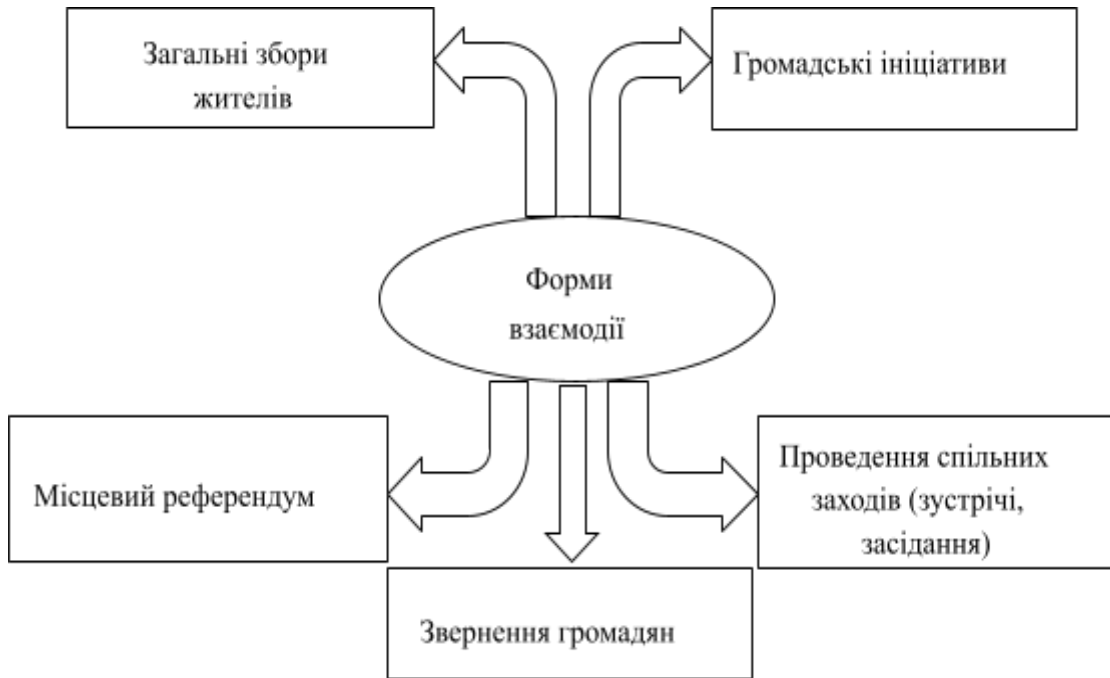 Загальні збори
жителів
Громадські ініціативи
Форми
взаємодії
Місцевий референдум
Проведення спільних
заходів (зустрічі,
засідання)
Звернення громадян